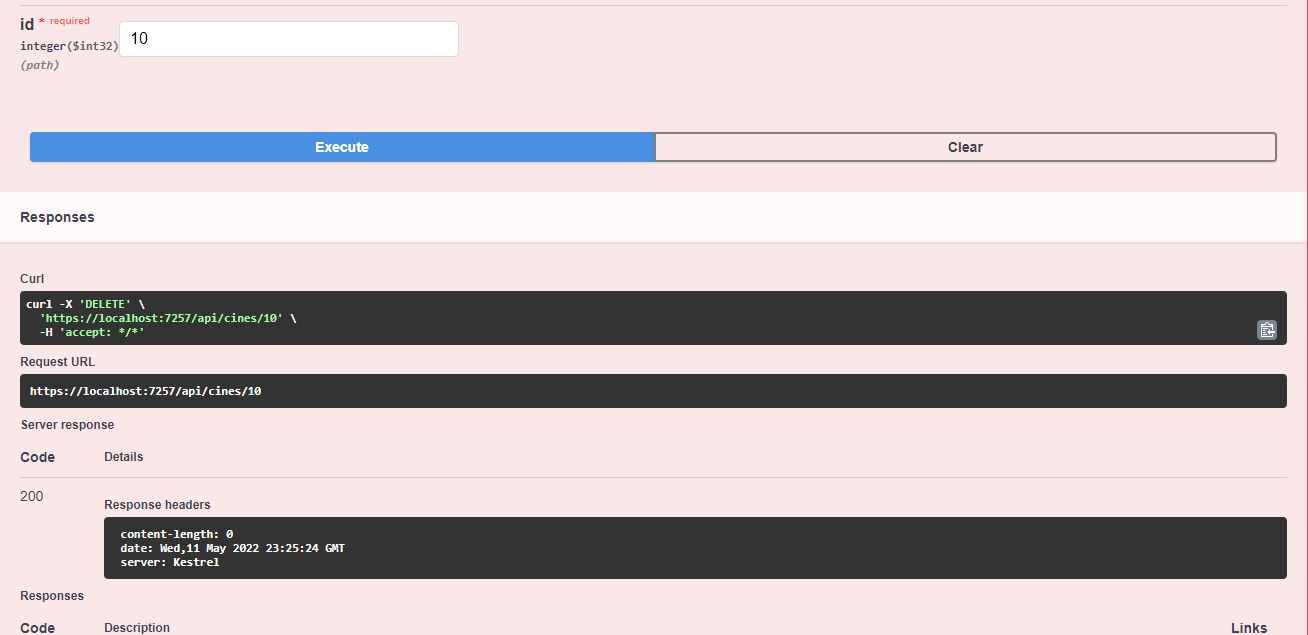 id * required
integer($int32)
10
(path)
Execute
Clear
Responses
Curl
curl -X 'DELETE' \
  'https://localhost:7257/api/cines/10' \
  -H 'accept: */*'
Request URL
https://localhost:7257/api/cines/10
Server response
Code Details
200
Response headers
content-length: 0
date: Wed,11 May 2022 23:25:24 GMT
server: Kestrel
Responses
Code Description Links